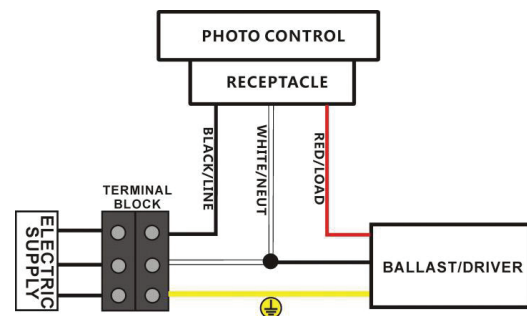 PHOTO CONTROL
RECEPTACLE
BLACK/LINE
WHITE/NEUT
RED/LOAD
TERMINAL
BLOCK
ELECTRIC
SUPPLY
BALLAST/DRIVER